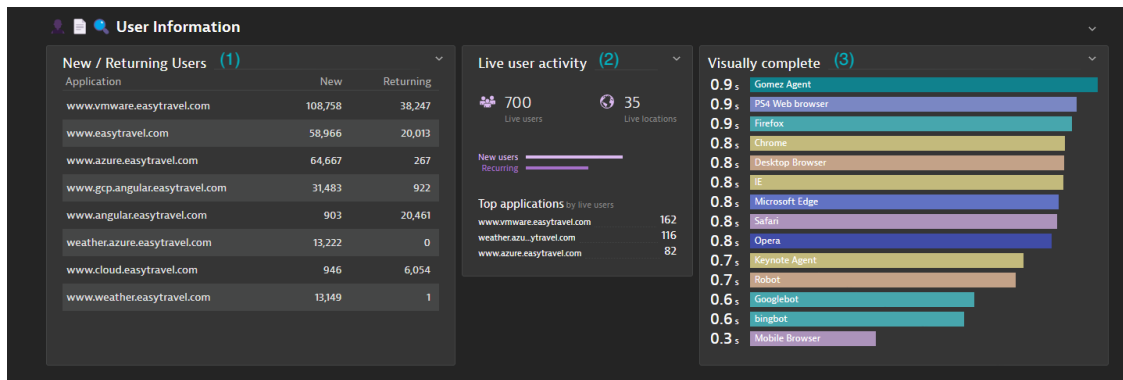 User Information
New / Returning Users (1)
Application New Returning
www.vmware.easytravel.com 108,758 38,247
www.easytravel.com 58,966 20,013
www.azure.easytravel.com 64,667 267
www.gcp.angular.easytravel.com 31,483 922
www.angular.easytravel.com 903 20,461
weather.azure.easytravel.com 13,222 0
www.cloud.easytravel.com 946 6,054
www.weather.easytravel.com 13,149 1
Live user activity (2)
700 35
Live users Live locations
New users
Recurring
Top applications by live users
www.vmware.easytravel.com 162
weather.azu...ytravel.com 116
www.azure.easytravel.com 82
Visually complete (3)
0.9 s Gomez Agent
0.9 s PS4 Web browser
0.9 s Firefox
0.8 s Chrome
0.8 s Desktop Browser
0.8 s IE
0.8 s Microsoft Edge
0.8 s Safari
0.8 s Opera
0.7 s Keynote Agent
0.7 s Robot
0.6 s Googlebot
0.6 s bingbot
0.3 s Mobile Browser